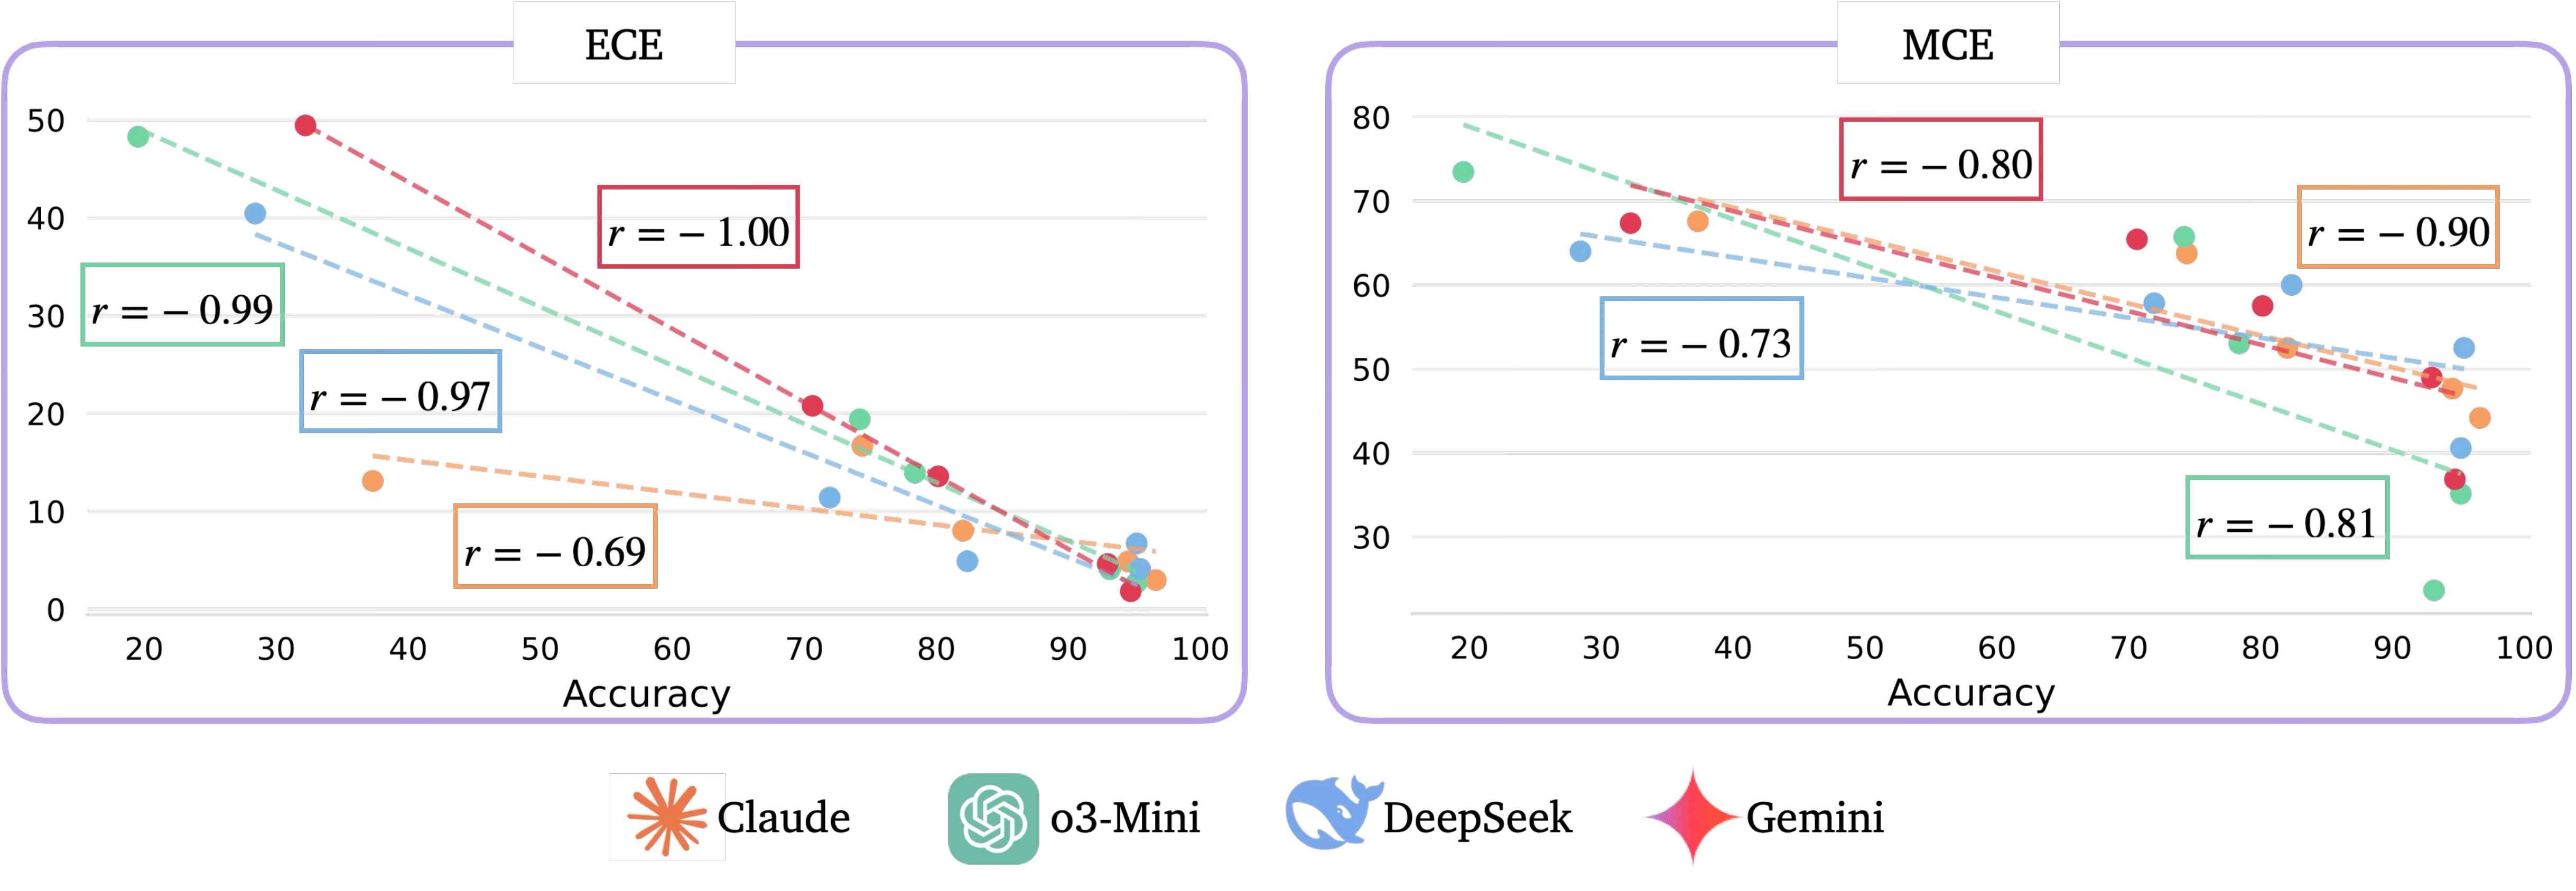 ECE
50
40
30
20
10
0
r = − 1.00
r = − 0.99
r = − 0.97
r = − 0.69
20 30 40 50 60 70 80 90 100
Accuracy
MCE
80
70
60
50
40
30
r = − 0.80
r = − 0.90
r = − 0.73
r = − 0.81
20 30 40 50 60 70 80 90 100
Accuracy
Claude o3-Mini DeepSeek Gemini